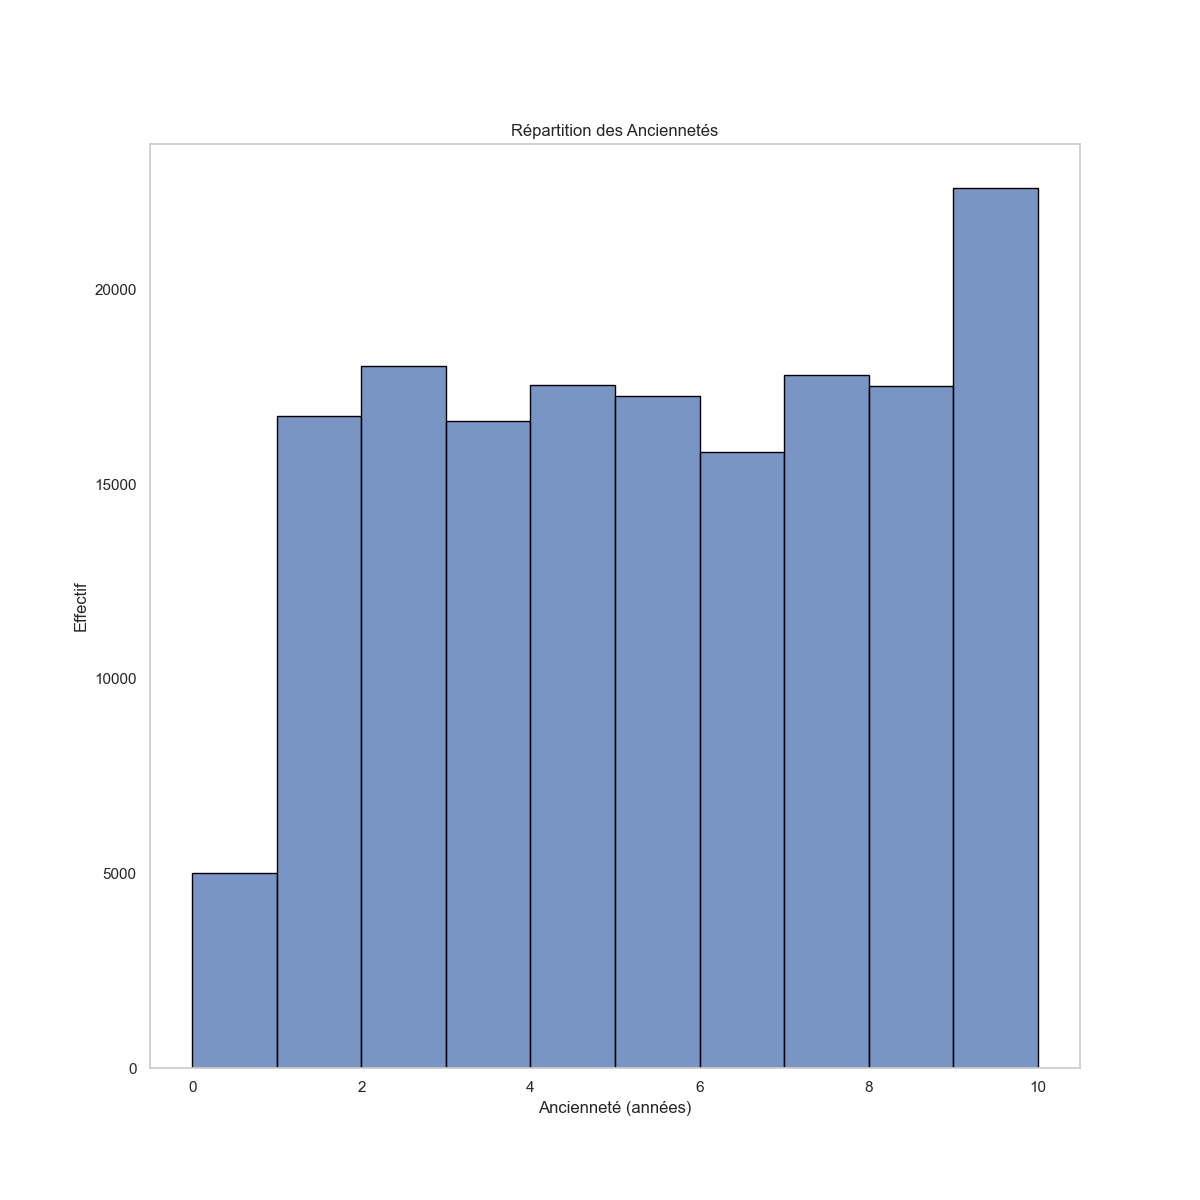 Répartition des Anciennetés
20000
15000
10000
5000
0
Effectif
0 2 4 6 8 10
Ancienneté (années)